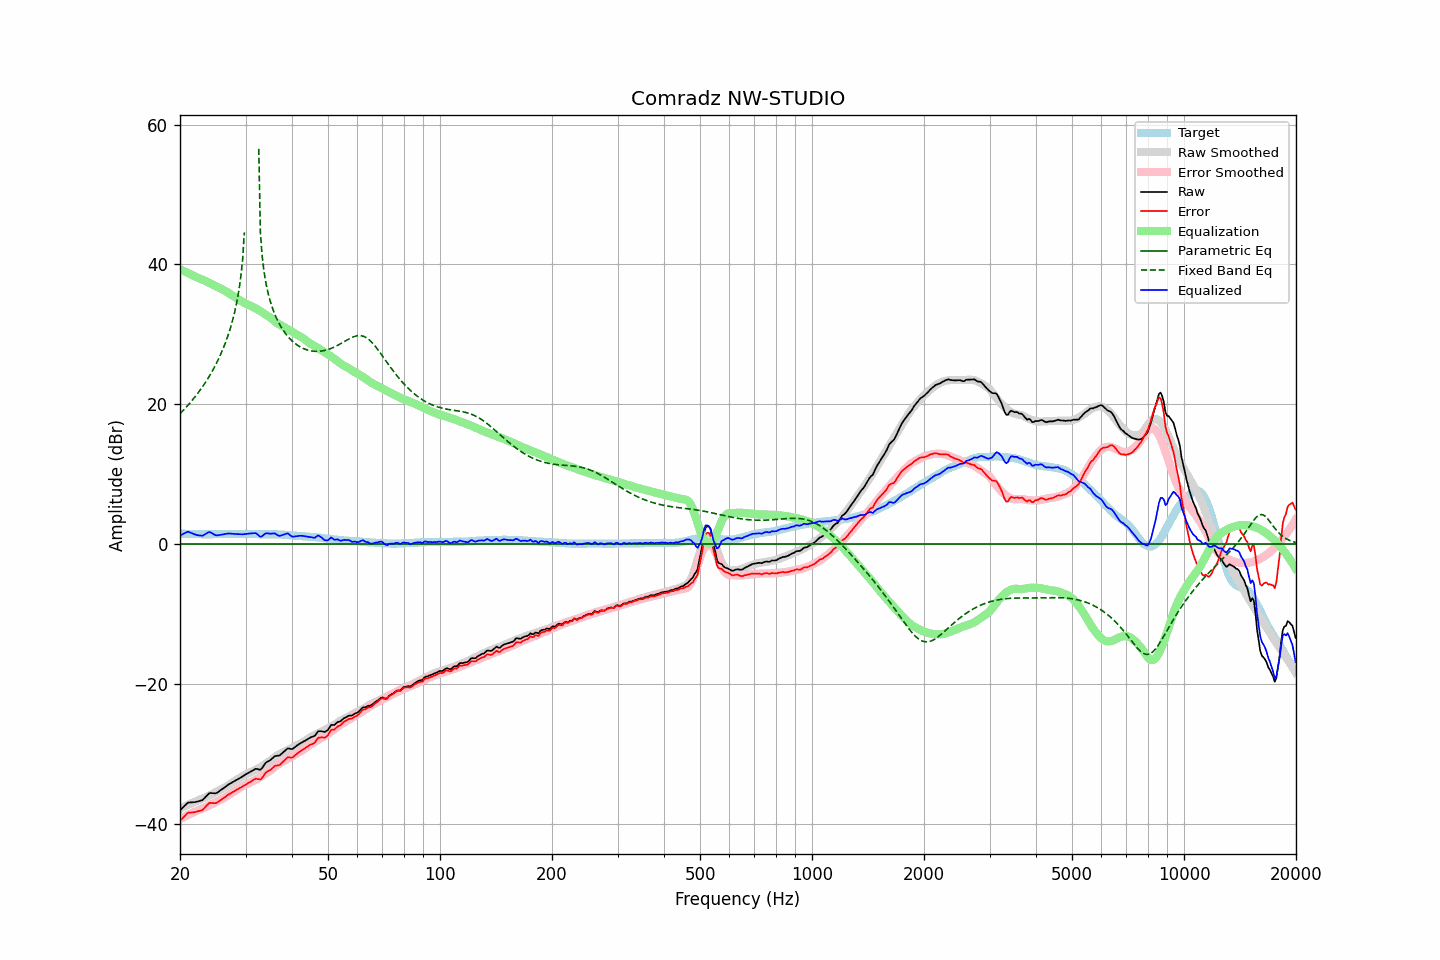 Comradz NW-STUDIO
Target
Raw Smoothed
Error Smoothed
Raw
Error
Equalization
Parametric Eq
Fixed Band Eq
Equalized
60
40
20
0
−20
−40
Amplitude (dBr)
20
50
100
200
500
1000
2000
5000
10000
20000
Frequency (Hz)